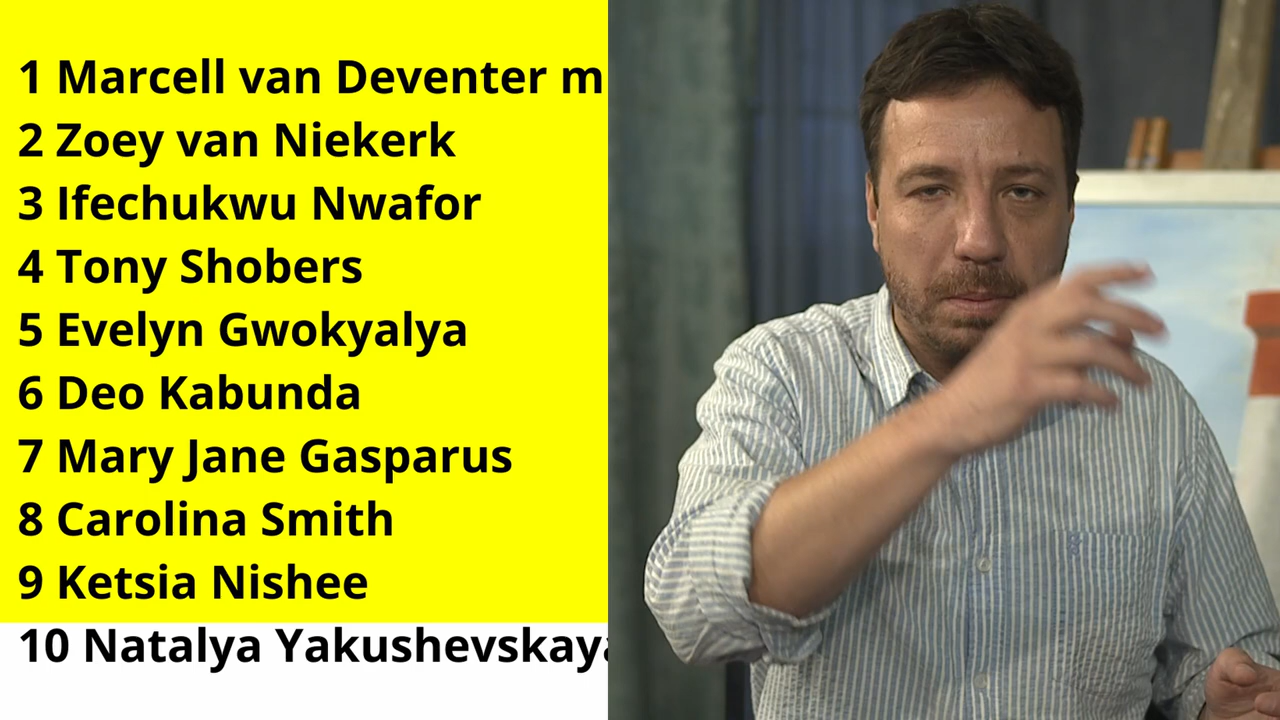 1 Marcell van Deventer m
2 Zoey van Niekerk
3 Ifechukwu Nwafor
4 Tony Shobers
5 Evelyn Gwokyalya
6 Deo Kabunda
7 Mary Jane Gasparus
8 Carolina Smith
9 Ketsia Nishee
10 Natalya Yakushevskaya